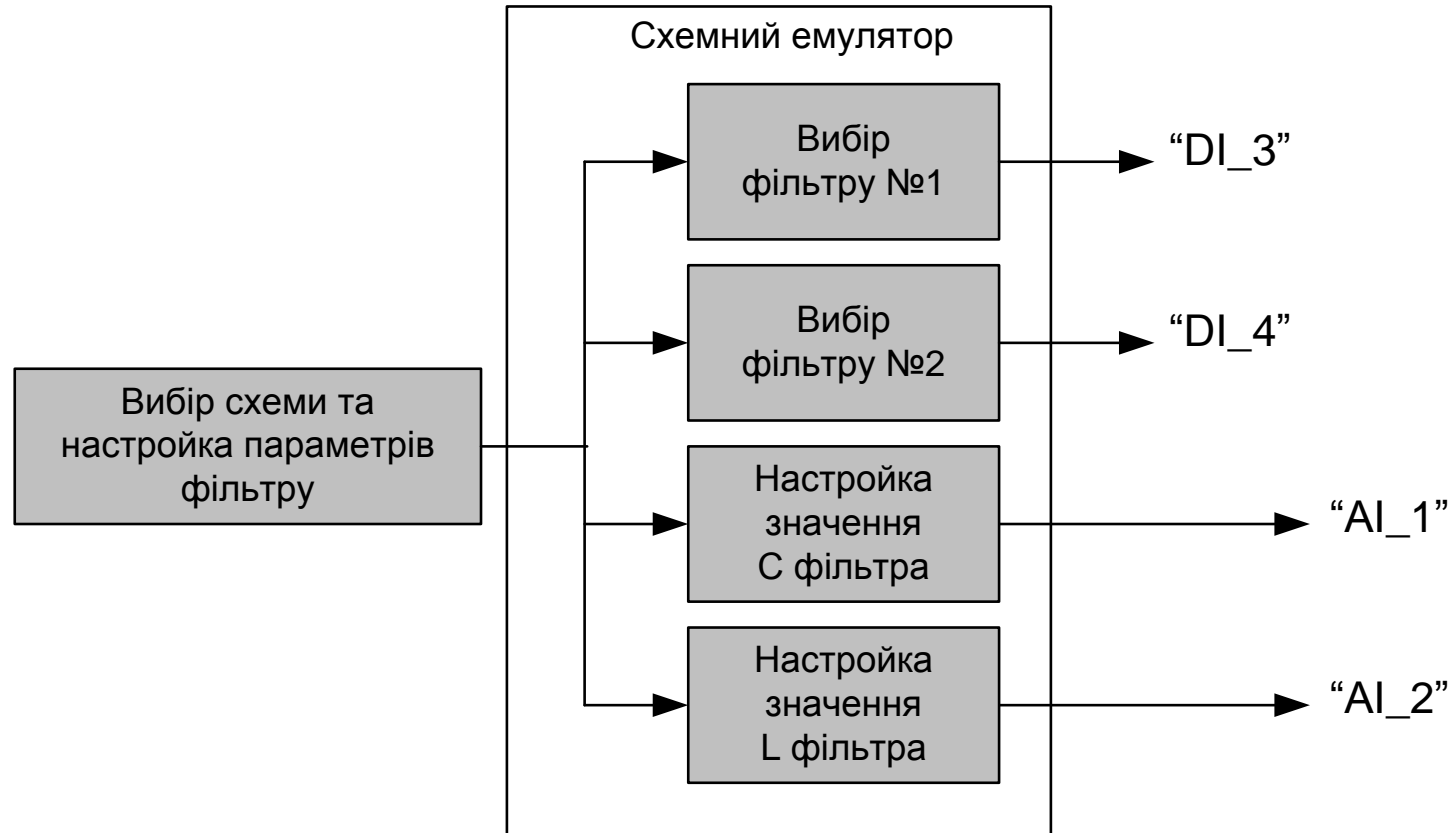 Схемний емулятор
Вибір
фільтру №1
“DI_3”
Вибір
фільтру №2
“DI_4”
Вибір схеми та
настройка параметрів
фільтру
Настройка
значення
С фільтра
“AI_1”
Настройка
значення
L фільтра
“AI_2”